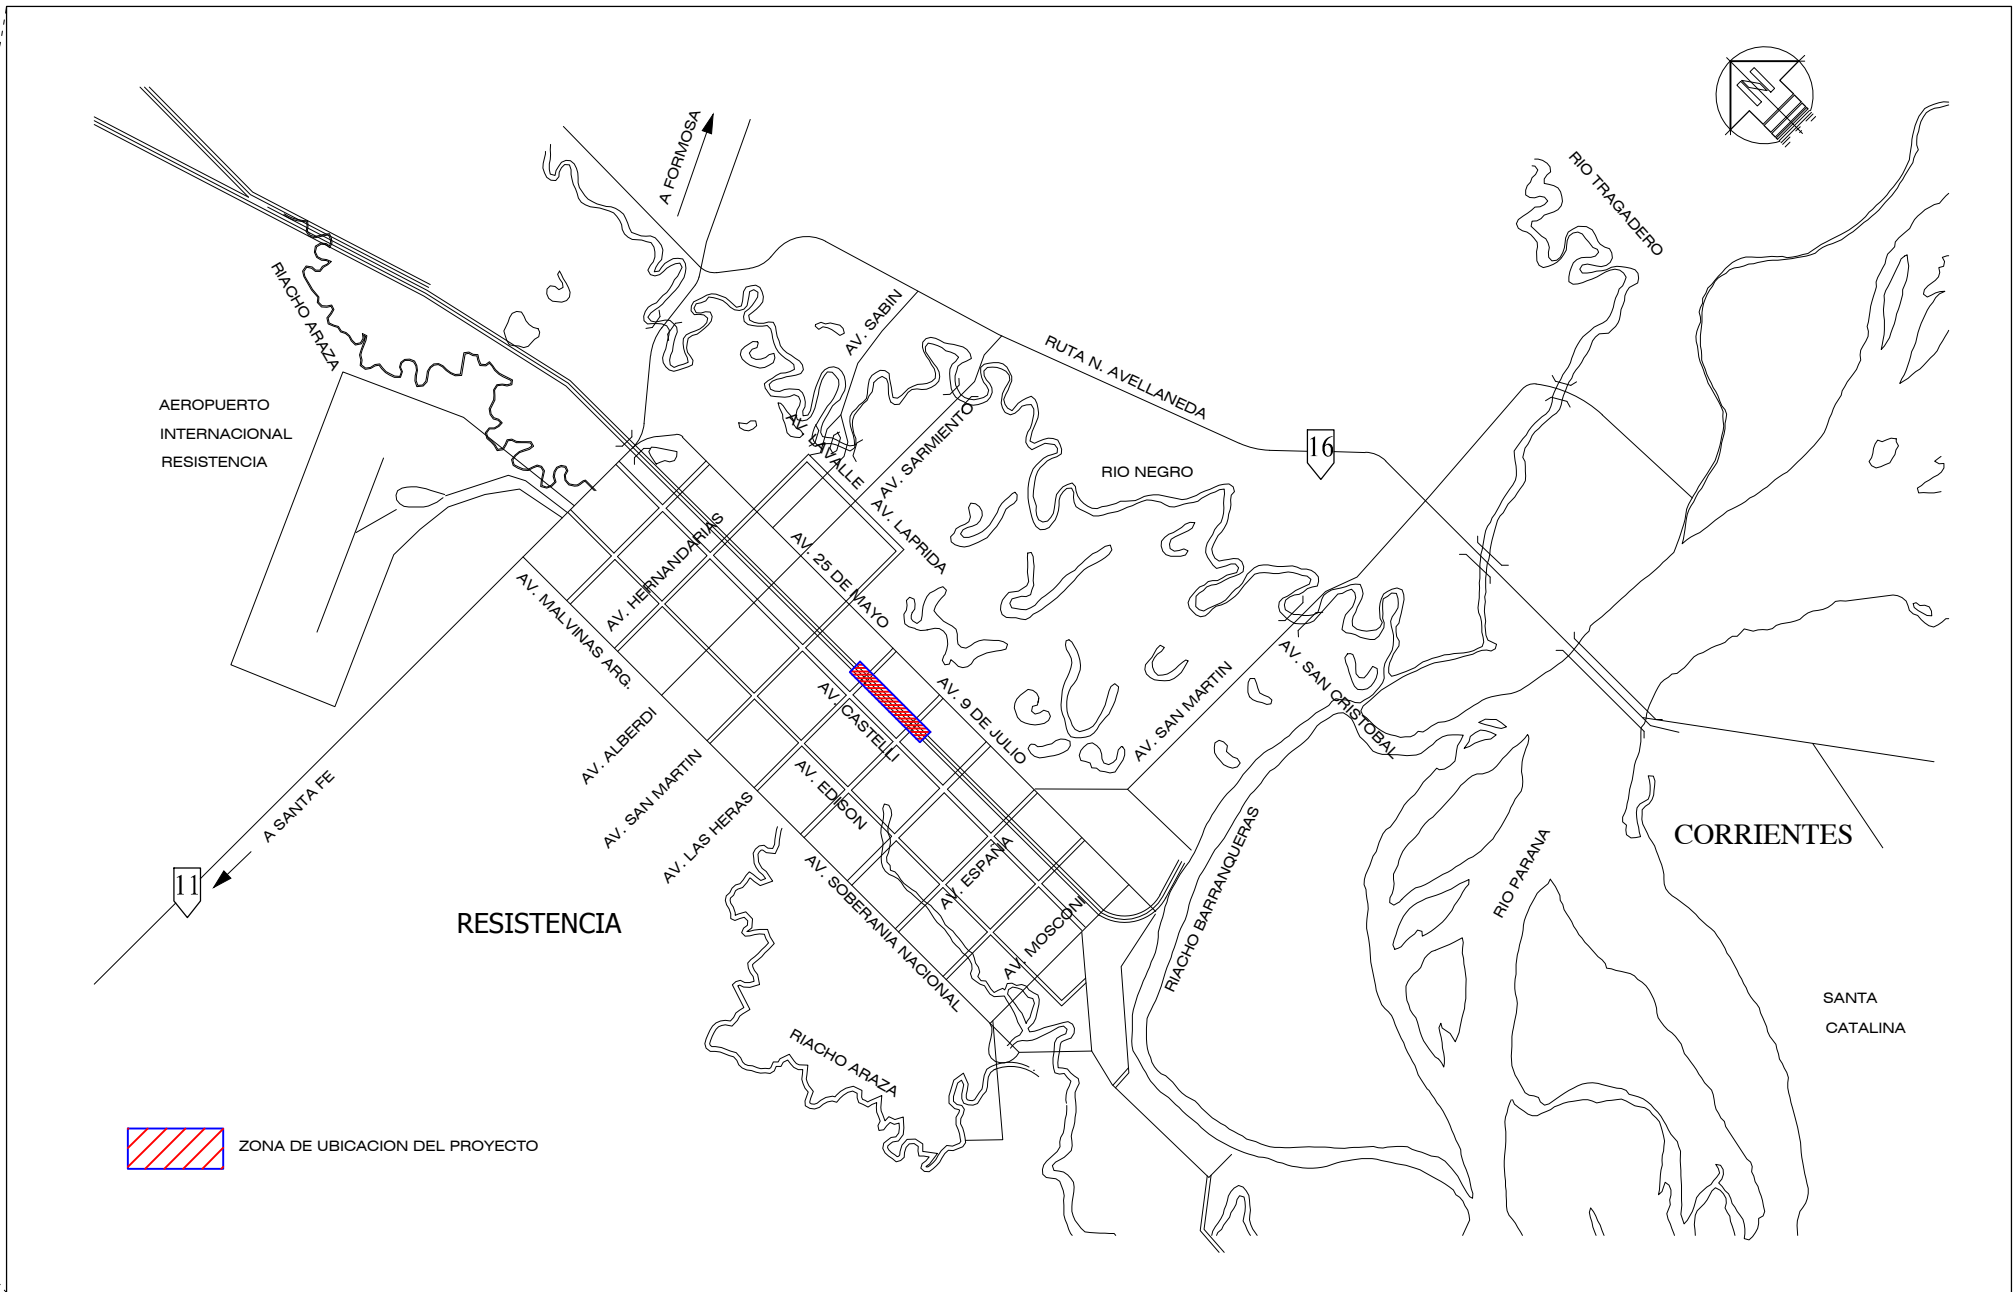 N
A FORMOSA
RIO TRAGADERO
RIACHO ARAZA
AV. SABIN
RUTA N. AVELLANEDA
AEROPUERTO
INTERNACIONAL
RESISTENCIA
AV. LAVALLE
AV. SARMIENTO
16
RIO NEGRO
AV. LAPRIDA
AV. HERNANDARIAS
AV. 25 DE MAYO
AV. MALVINAS ARG.
AV. CASTELLI
AV. 9 DE JULIO
AV. SAN MARTIN
AV. SAN CRISTOBAL
AV. ALBERDI
AV. SAN MARTIN
AV. LAS HERAS
AV. EDISON
A SANTA FE
11
RESISTENCIA
AV. SOBERANIA NACIONAL
AV. ESPAÑA
AV. MOSCONI
RIACHO BARRANQUERAS
RIO PARANA
CORRIENTES
SANTA
CATALINA
RIACHO ARAZA
ZONA DE UBICACION DEL PROYECTO